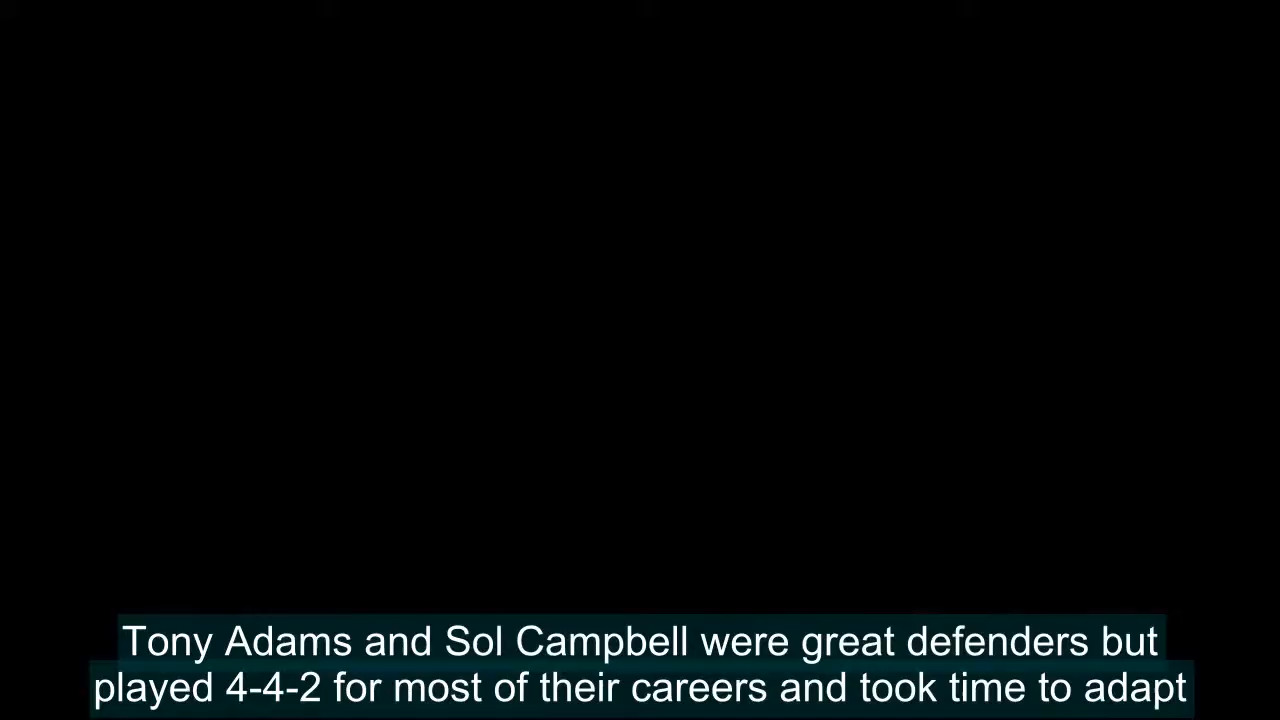 Tony Adams and Sol Campbell were great defenders but
played 4-4-2 for most of their careers and took time to adapt